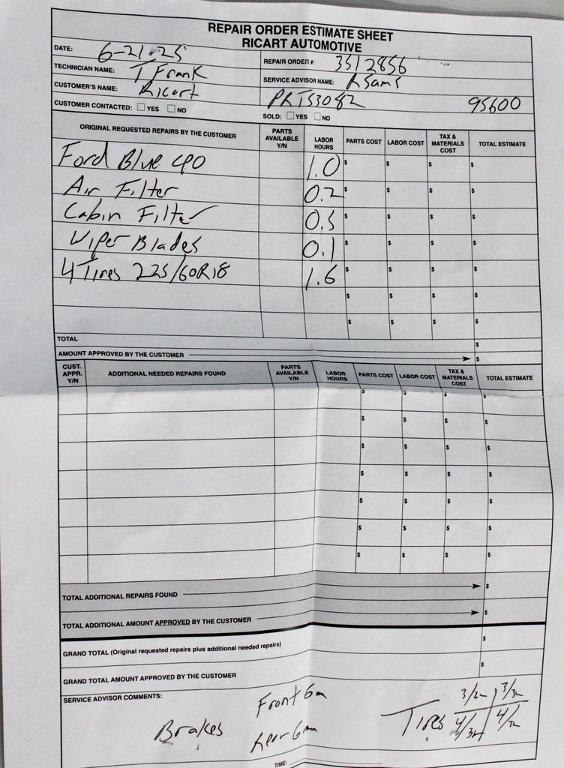 REPAIR ORDER ESTIMATE SHEET
RICART AUTOMOTIVE
DATE: 6-21-25 REPAIR ORDER #: 3512856
TECHNICIAN NAME: T Frank SERVICE ADVISOR NAME: RSams
CUSTOMER'S NAME: Ricart PRTS3082 95600
CUSTOMER CONTACTED: YES NO SOLD: YES NO
ORIGINAL REQUESTED REPAIRS BY THE CUSTOMER PARTS AVAILABLE Y/N LABOR HOURS PARTS COST LABOR COST TAX & MATERIALS COST TOTAL ESTIMATE
Ford Blue 490 1.0 $ $ $ $
Air Filter 0.2 $ $ $ $
Cabin Filter 0.5 $ $ $ $
Wiper Blades 0.1 $ $ $ $
4 Tires 225/60R18 1.6 $ $ $ $
$ $ $ $
$ $ $ $
TOTAL $
AMOUNT APPROVED BY THE CUSTOMER $
CUST. APPR. Y/N ADDITIONAL NEEDED REPAIRS FOUND PARTS AVAILABLE Y/N LABOR HOURS PARTS COST LABOR COST TAX & MATERIALS COST TOTAL ESTIMATE
$ $ $ $
$ $ $ $
$ $ $ $
$ $ $ $
$ $ $ $
$ $ $ $
$ $ $ $
TOTAL ADDITIONAL REPAIRS FOUND $
TOTAL ADDITIONAL AMOUNT APPROVED BY THE CUSTOMER $
GRAND TOTAL (Original requested repairs plus additional needed repairs) $
GRAND TOTAL AMOUNT APPROVED BY THE CUSTOMER $
SERVICE ADVISOR COMMENTS:
Front 6m 3/32 3/32
Brakes Rear 6mm Tires 4/32 4/32
TIME: